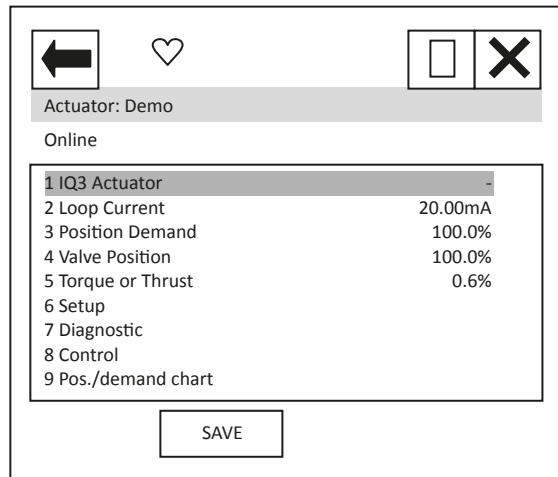 Actuator: Demo
Online
1 IQ3 Actuator -
2 Loop Current 20.00mA
3 Position Demand 100.0%
4 Valve Position 100.0%
5 Torque or Thrust 0.6%
6 Setup
7 Diagnostic
8 Control
9 Pos./demand chart
SAVE